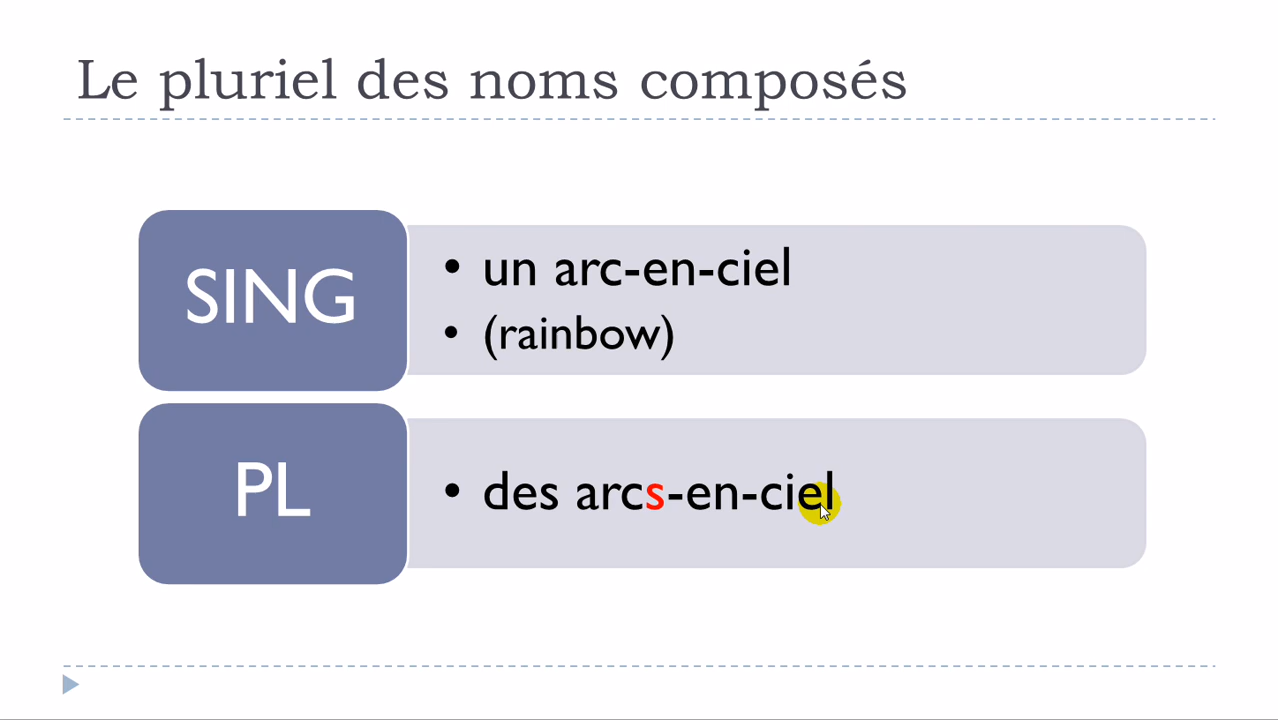 Le pluriel des noms composés
SING
• un arc-en-ciel
• (rainbow)
PL
• des arcs-en-ciel